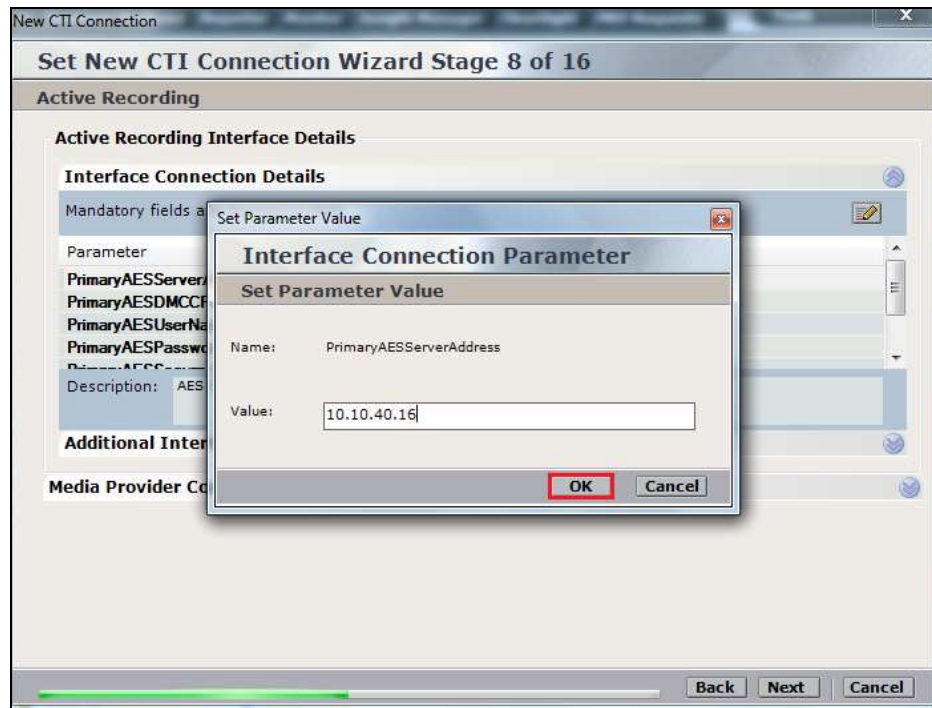 New CTI Connection
X
Set New CTI Connection Wizard Stage 8 of 16
Active Recording
Active Recording Interface Details
Interface Connection Details
Mandatory fields a
Set Parameter Value
Interface Connection Parameter
Set Parameter Value
Name: PrimaryAESServerAddress
Value: 10.10.40.16
OK Cancel
Parameter
PrimaryAESServerA
PrimaryAESDMCCP
PrimaryAESUserNa
PrimaryAESPasswo
Description: AES
Additional Inter
Media Provider Co
Back Next Cancel